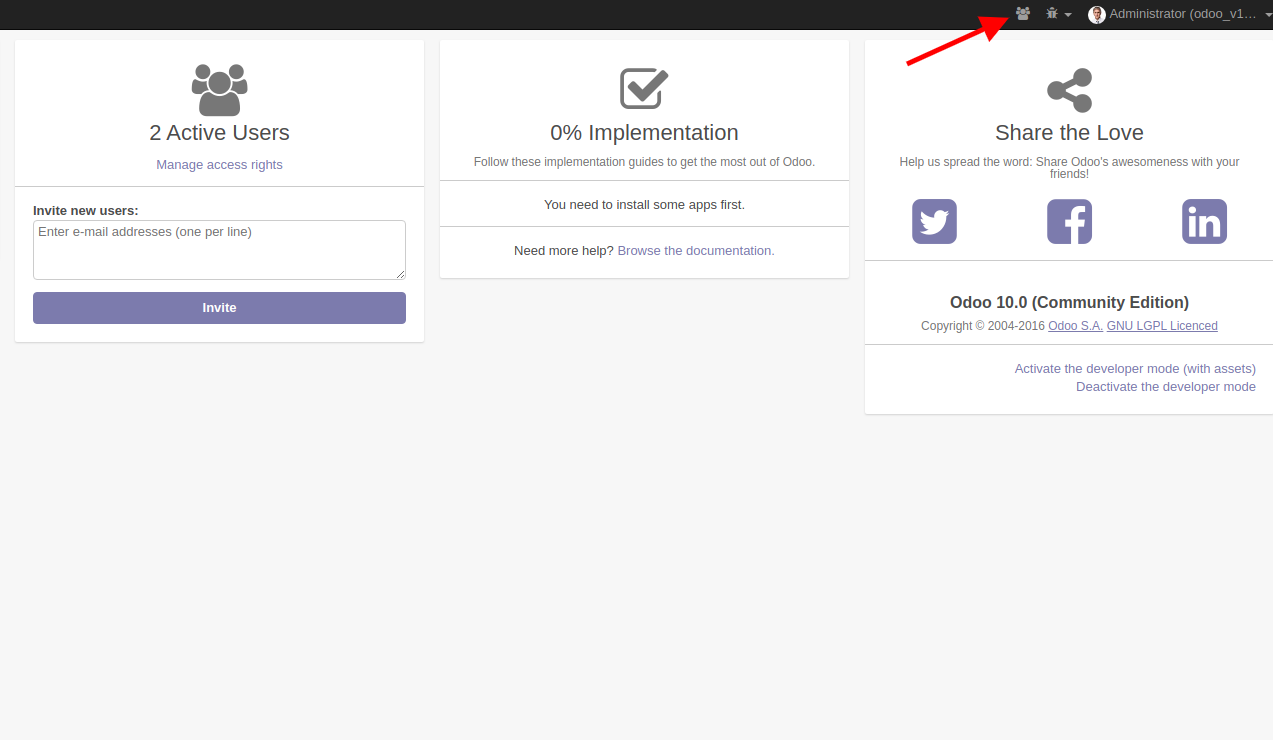 Administrator (odoo_v1…
2 Active Users
Manage access rights
Invite new users:
Enter e-mail addresses (one per line)
Invite
0% Implementation
Follow these implementation guides to get the most out of Odoo.
You need to install some apps first.
Need more help? Browse the documentation.
Share the Love
Help us spread the word: Share Odoo's awesomeness with your
friends!
Odoo 10.0 (Community Edition)
Copyright © 2004-2016 Odoo S.A. GNU LGPL Licenced
Activate the developer mode (with assets)
Deactivate the developer mode